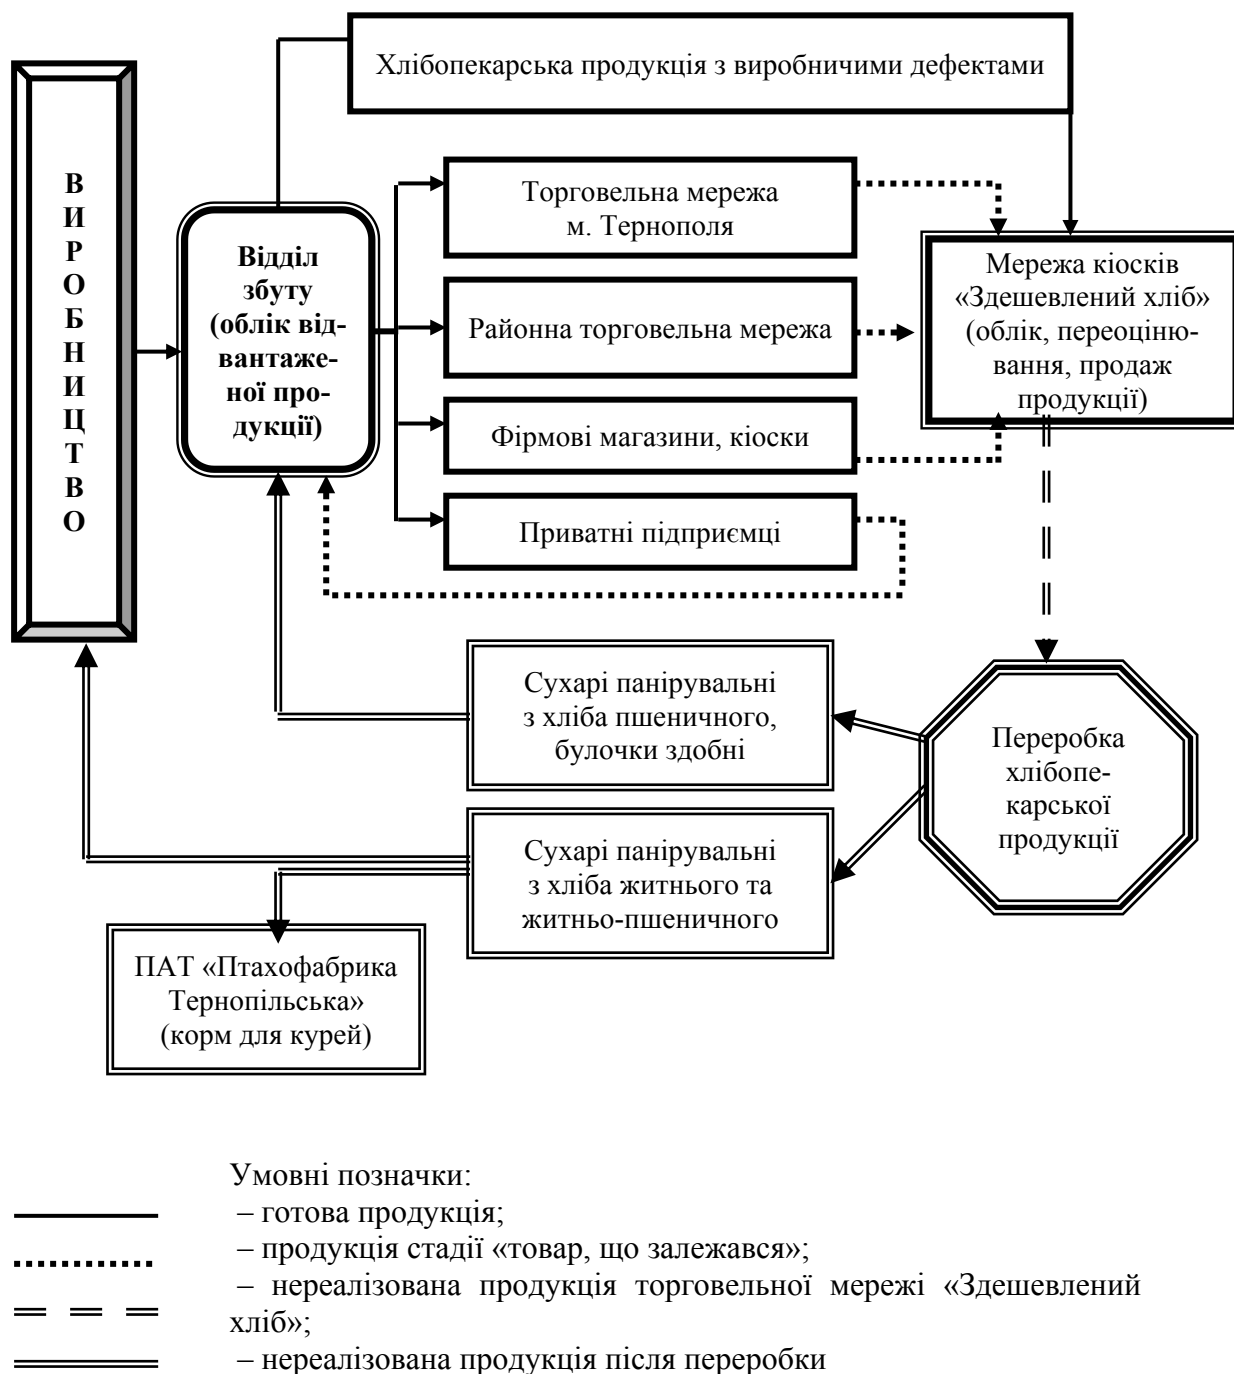 Хлібопекарська продукція з виробничими дефектами
ВИРОБНИЦТВО
Відділ
збуту
(облік від-
вантаже-
ної про-
дукції)
Торговельна мережа
м. Тернополя
Районна торговельна мережа
Фірмові магазини, кіоски
Приватні підприємці
Мережа кіосків
«Здешевлений хліб»
(облік, переоціню-
вання, продаж
продукції)
Сухарі панірувальні
з хліба пшеничного,
булочки здобні
Переробка
хлібопе-
карської
продукції
Сухарі панірувальні
з хліба житнього та
житньо-пшеничного
ПАТ «Птахофабрика
Тернопільська»
(корм для курей)
Умовні позначки:
– готова продукція;
– продукція стадії «товар, що залежався»;
– нереалізована продукція торговельної мережі «Здешевлений
хліб»;
– нереалізована продукція після переробки